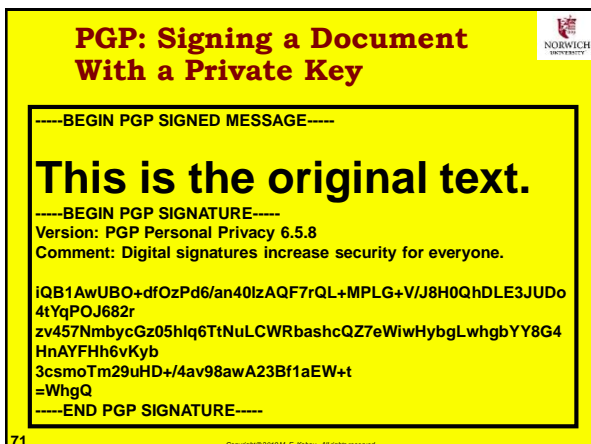 PGP: Signing a Document
With a Private Key
NORWICH
UNIVERSITY
-----BEGIN PGP SIGNED MESSAGE-----
This is the original text.
-----BEGIN PGP SIGNATURE-----
Version: PGP Personal Privacy 6.5.8
Comment: Digital signatures increase security for everyone.
iQB1AwUBO+dfOzPd6/an40lzAQF7rQL+MPLG+V/J8H0QhDLE3JUDo
4tYqPOJ682r
zv457NmbycGz05hlq6TtNuLCWRbashcQZ7eWiwHybgLwhgbYY8G4
HnAYFHh6vKyb
3csmoTm29uHD+/4av98awA23Bf1aEW+t
=WhgQ
-----END PGP SIGNATURE-----
71